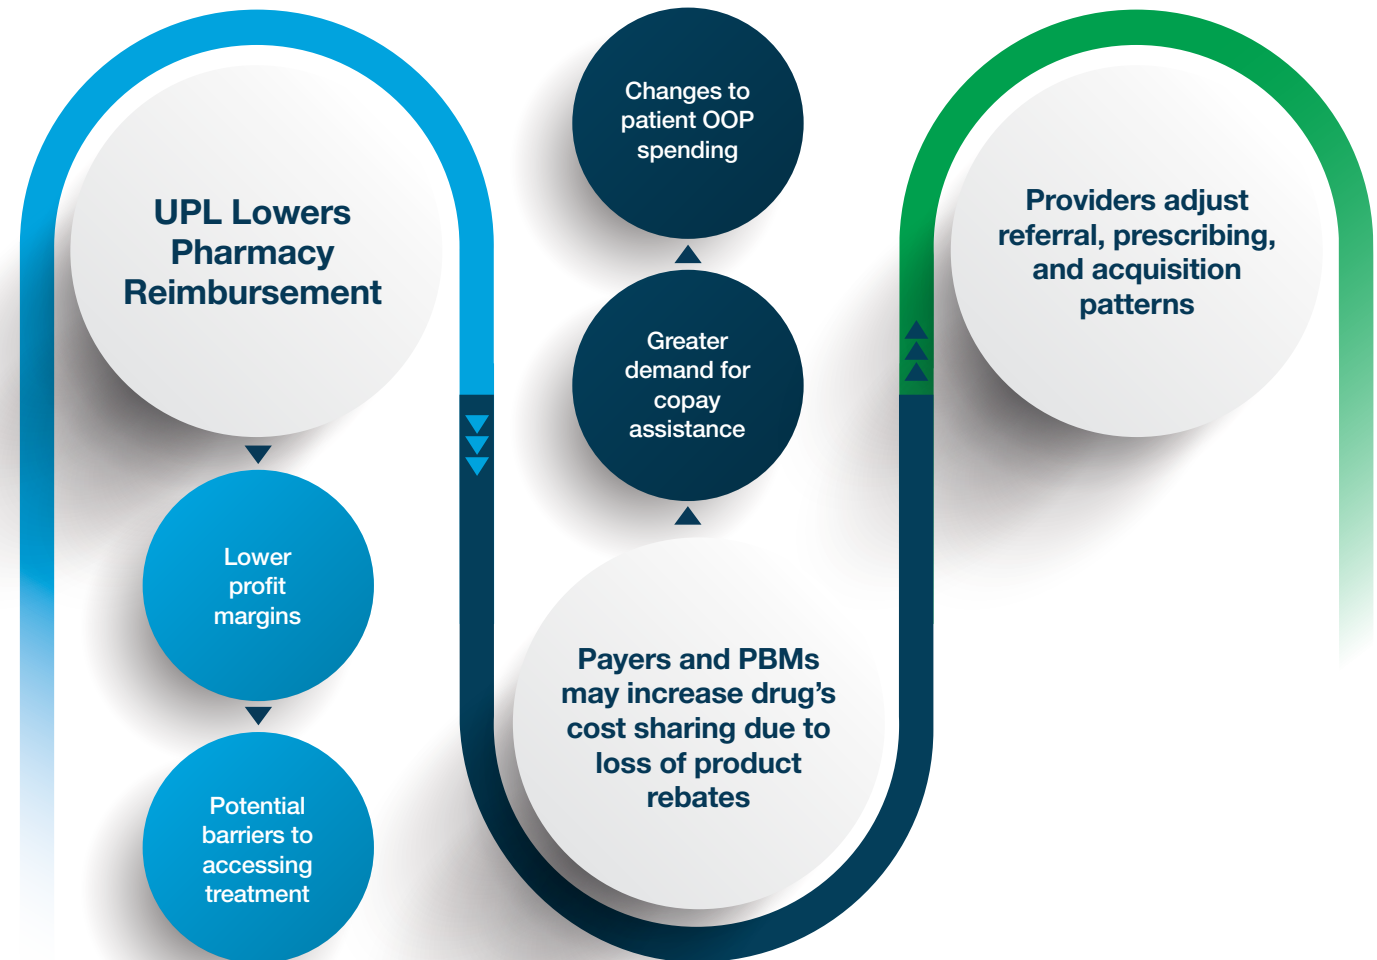 UPL Lowers
Pharmacy
Reimbursement
Lower
profit
margins
Potential
barriers to
accessing
treatment
Changes to
patient OOP
spending
Greater
demand for
copay
assistance
Payers and PBMs
may increase drug’s
cost sharing due to
loss of product
rebates
Providers adjust
referral, prescribing,
and acquisition
patterns